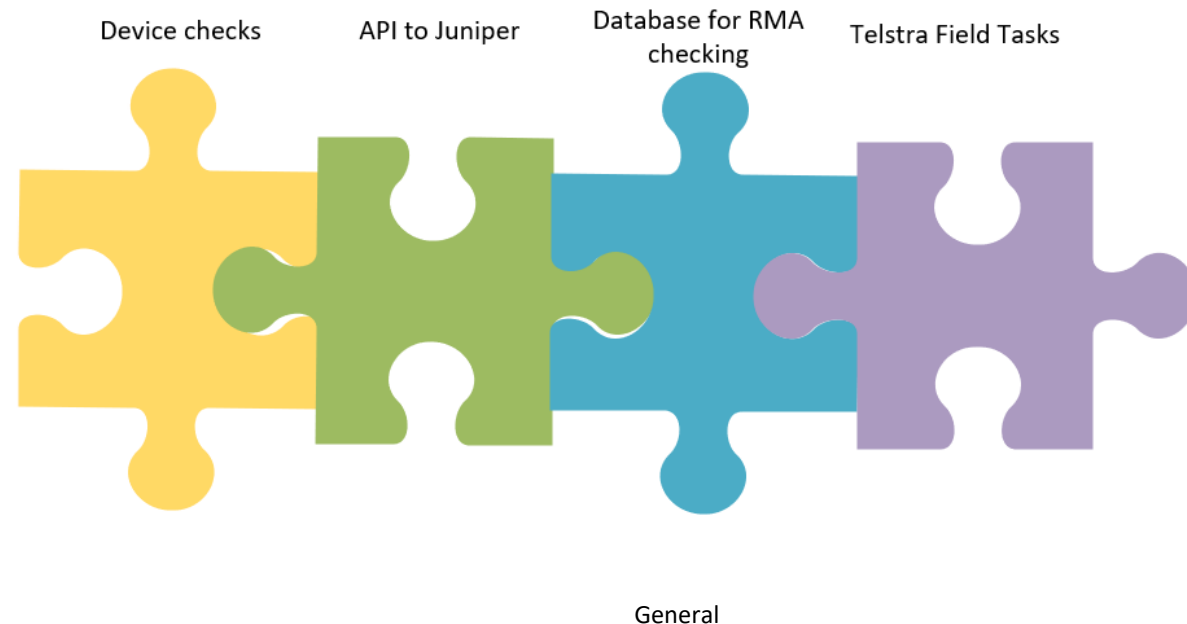 Device checks
API to Juniper
Database for RMA
checking
Telstra Field Tasks
General